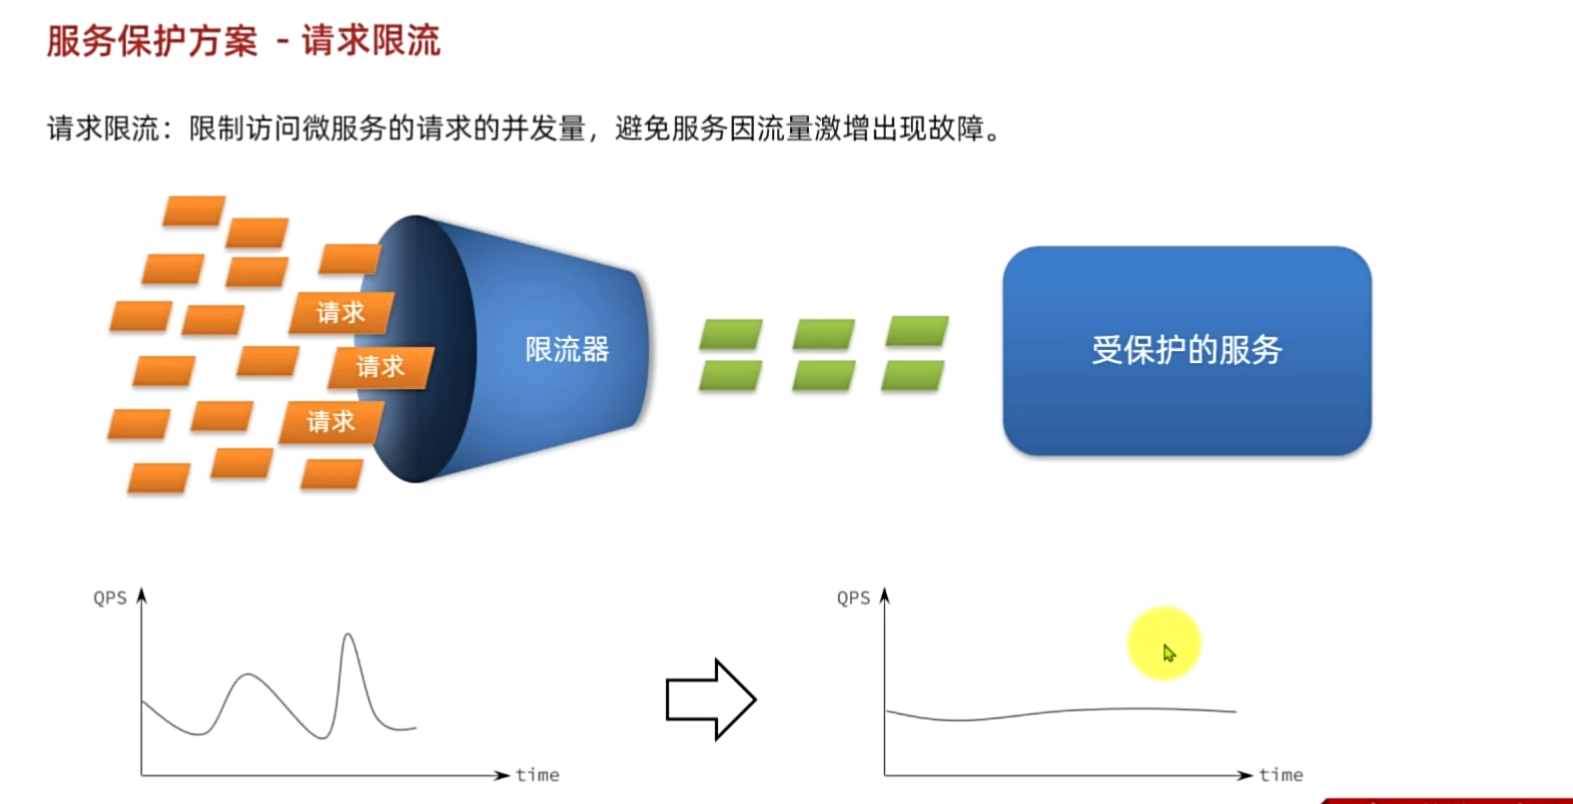 服务保护方案 - 请求限流
请求限流：限制访问微服务的请求的并发量，避免服务因流量激增出现故障。
请求
请求
请求
限流器
受保护的服务
QPS
time
QPS
time